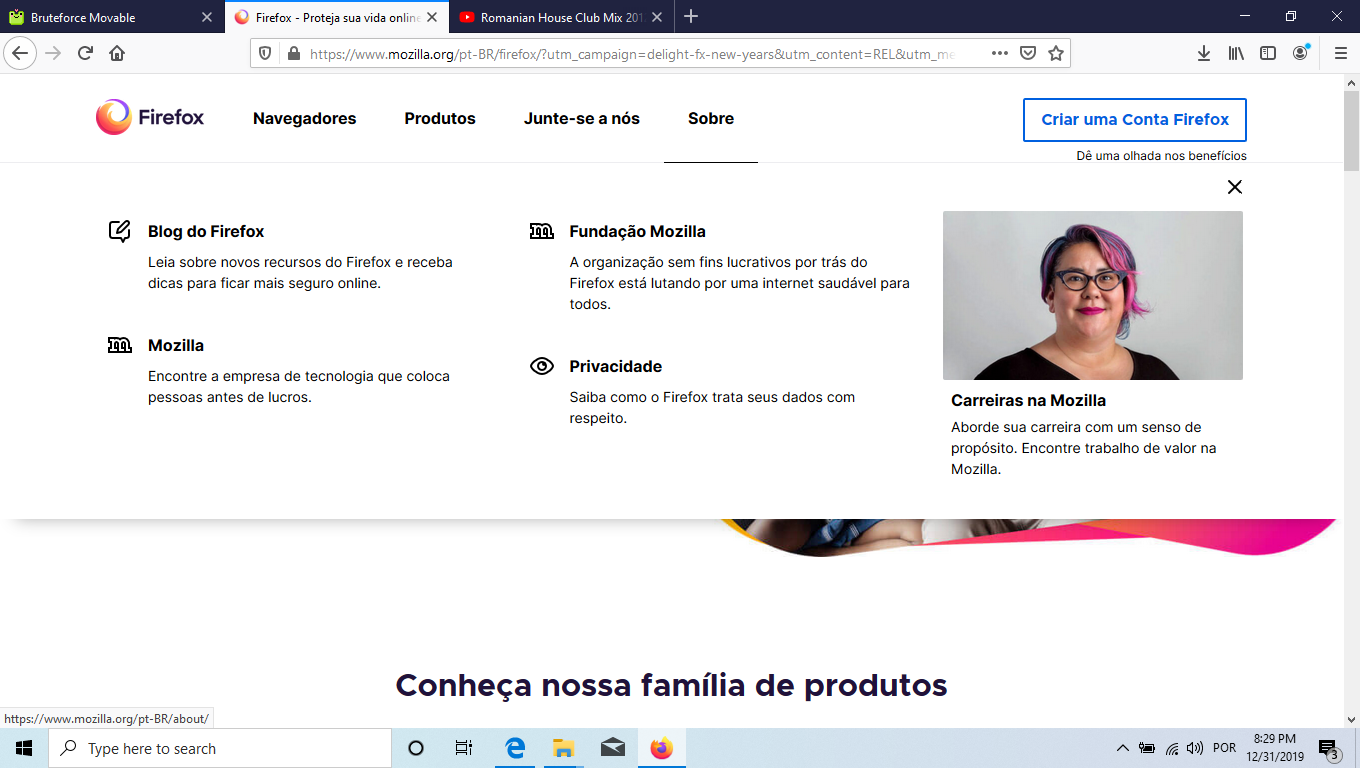 Bruteforce Movable
Firefox - Proteja sua vida online
Romanian House Club Mix 201
https://www.mozilla.org/pt-BR/firefox/?utm_campaign=delight-fx-new-years&utm_content=REL&utm_me
Firefox
Navegadores
Produtos
Junte-se a nós
Sobre
Criar uma Conta Firefox
Dê uma olhada nos benefícios
Blog do Firefox
Leia sobre novos recursos do Firefox e receba
dicas para ficar mais seguro online.
Mozilla
Encontre a empresa de tecnologia que coloca
pessoas antes de lucros.
Fundação Mozilla
A organização sem fins lucrativos por trás do
Firefox está lutando por uma internet saudável para
todos.
Privacidade
Saiba como o Firefox trata seus dados com
respeito.
Carreiras na Mozilla
Aborde sua carreira com um senso de
propósito. Encontre trabalho de valor na
Mozilla.
Conheça nossa família de produtos
https://www.mozilla.org/pt-BR/about/
Type here to search
POR
8:29 PM
12/31/2019
3